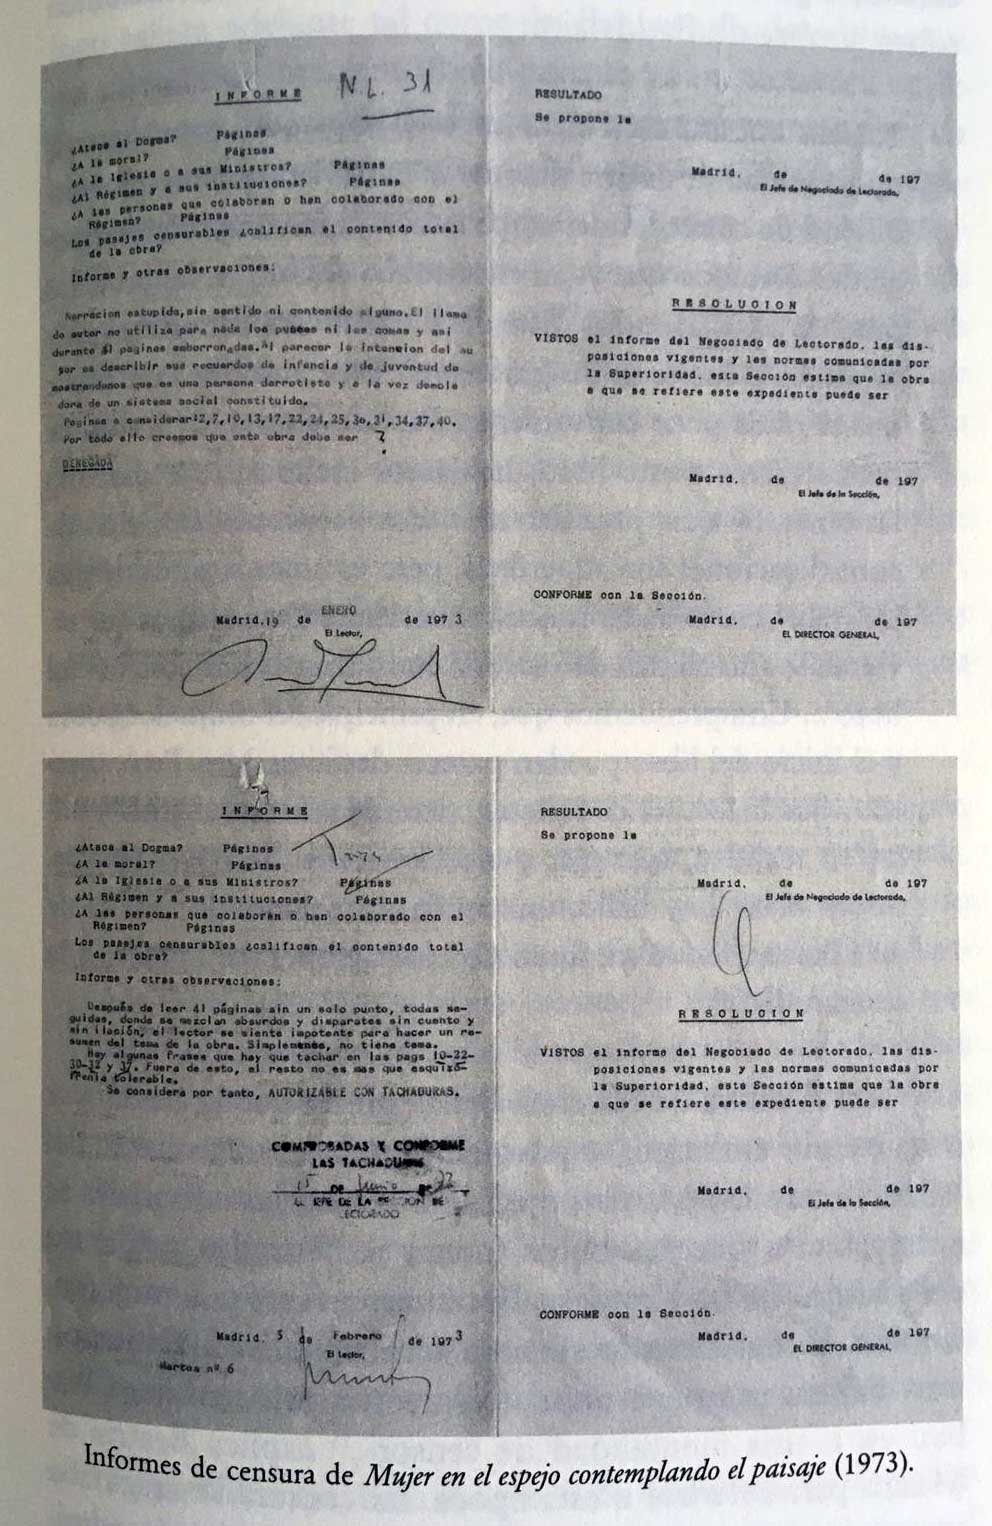 INFORME
N.L. 31
¿Ataca al Dogma? Páginas
¿A la moral? Páginas
¿A la Iglesia o a sus Ministros? Páginas
¿Al Régimen y a sus instituciones? Páginas
¿A las personas que colaboran o han colaborado con el
Régimen? Páginas
Los pasajes censurables ¿califican el contenido total
de la obra?
Informe y otras observaciones:
Narracion estupida, sin sentido ni contenido alguno. El llama
do autor no utiliza para nada los puntos ni las comas y asi
durante 41 paginas emborronadas. Al parecer la intencion del au
tor es describir sus recuerdos de infancia y de juventud de
mostrandonos que es una persona derrotista y a la vez demole
dora de un sistema social constituido.
Paginas a considerar: 2,7,10,13,17,22,24,25,30,31,34,37,40.
Por todo ello creemos que esta obra debe ser ?
DENEGADA
Madrid, 19 de ENERO de 1973
El Lector,
RESULTADO
Se propone la
Madrid, de de 197
El Jefe de Negociado de Lectorado,
RESOLUCION
VISTOS el informe del Negociado de Lectorado, las dis-
posiciones vigentes y las normas comunicadas por
la Superioridad, esta Sección estima que la obra
a que se refiere este expediente puede ser
Madrid, de de 197
El Jefe de la Sección,
CONFORME con la Sección.
Madrid, de de 197
EL DIRECTOR GENERAL,
INFORME
¿Ataca al Dogma? Páginas
¿A la moral? Páginas
¿A la Iglesia o a sus Ministros? Páginas
¿Al Régimen y a sus instituciones? Páginas
¿A las personas que colaboran o han colaborado con el
Régimen? Páginas
Los pasajes censurables ¿califican el contenido total
de la obra?
Informe y otras observaciones:
Después de leer 41 páginas sin un solo punto, todas se-
guidas, donde se mezclan absurdos y disparates sin cuento y
sin ilación, el lector se siente impotente para hacer un re-
sumen del tema de la obra. Simplemente, no tiene tema.
Hay algunas frases que hay que tachar en las pags 10-22-
30-32 y 37. Fuera de esto, el resto no es mas que esquizo-
frenia tolerable.
Se considera por tanto, AUTORIZABLE CON TACHADURAS.
COMPROBADAS Y CONFORME
LAS TACHADURAS
15 DE Junio DE
EL JEFE DE LA SECCION DE
LECTORADO
Madrid, 5 de Febrero de 1973
El Lector,
Martes nº 6
RESULTADO
Se propone la
Madrid, de de 197
El Jefe de Negociado de Lectorado,
RESOLUCION
VISTOS el informe del Negociado de Lectorado, las dis-
posiciones vigentes y las normas comunicadas por
la Superioridad, esta Sección estima que la obra
a que se refiere este expediente puede ser
Madrid, de de 197
El Jefe de la Sección,
CONFORME con la Sección.
Madrid, de de 197
EL DIRECTOR GENERAL,
Informes de censura de Mujer en el espejo contemplando el paisaje (1973).